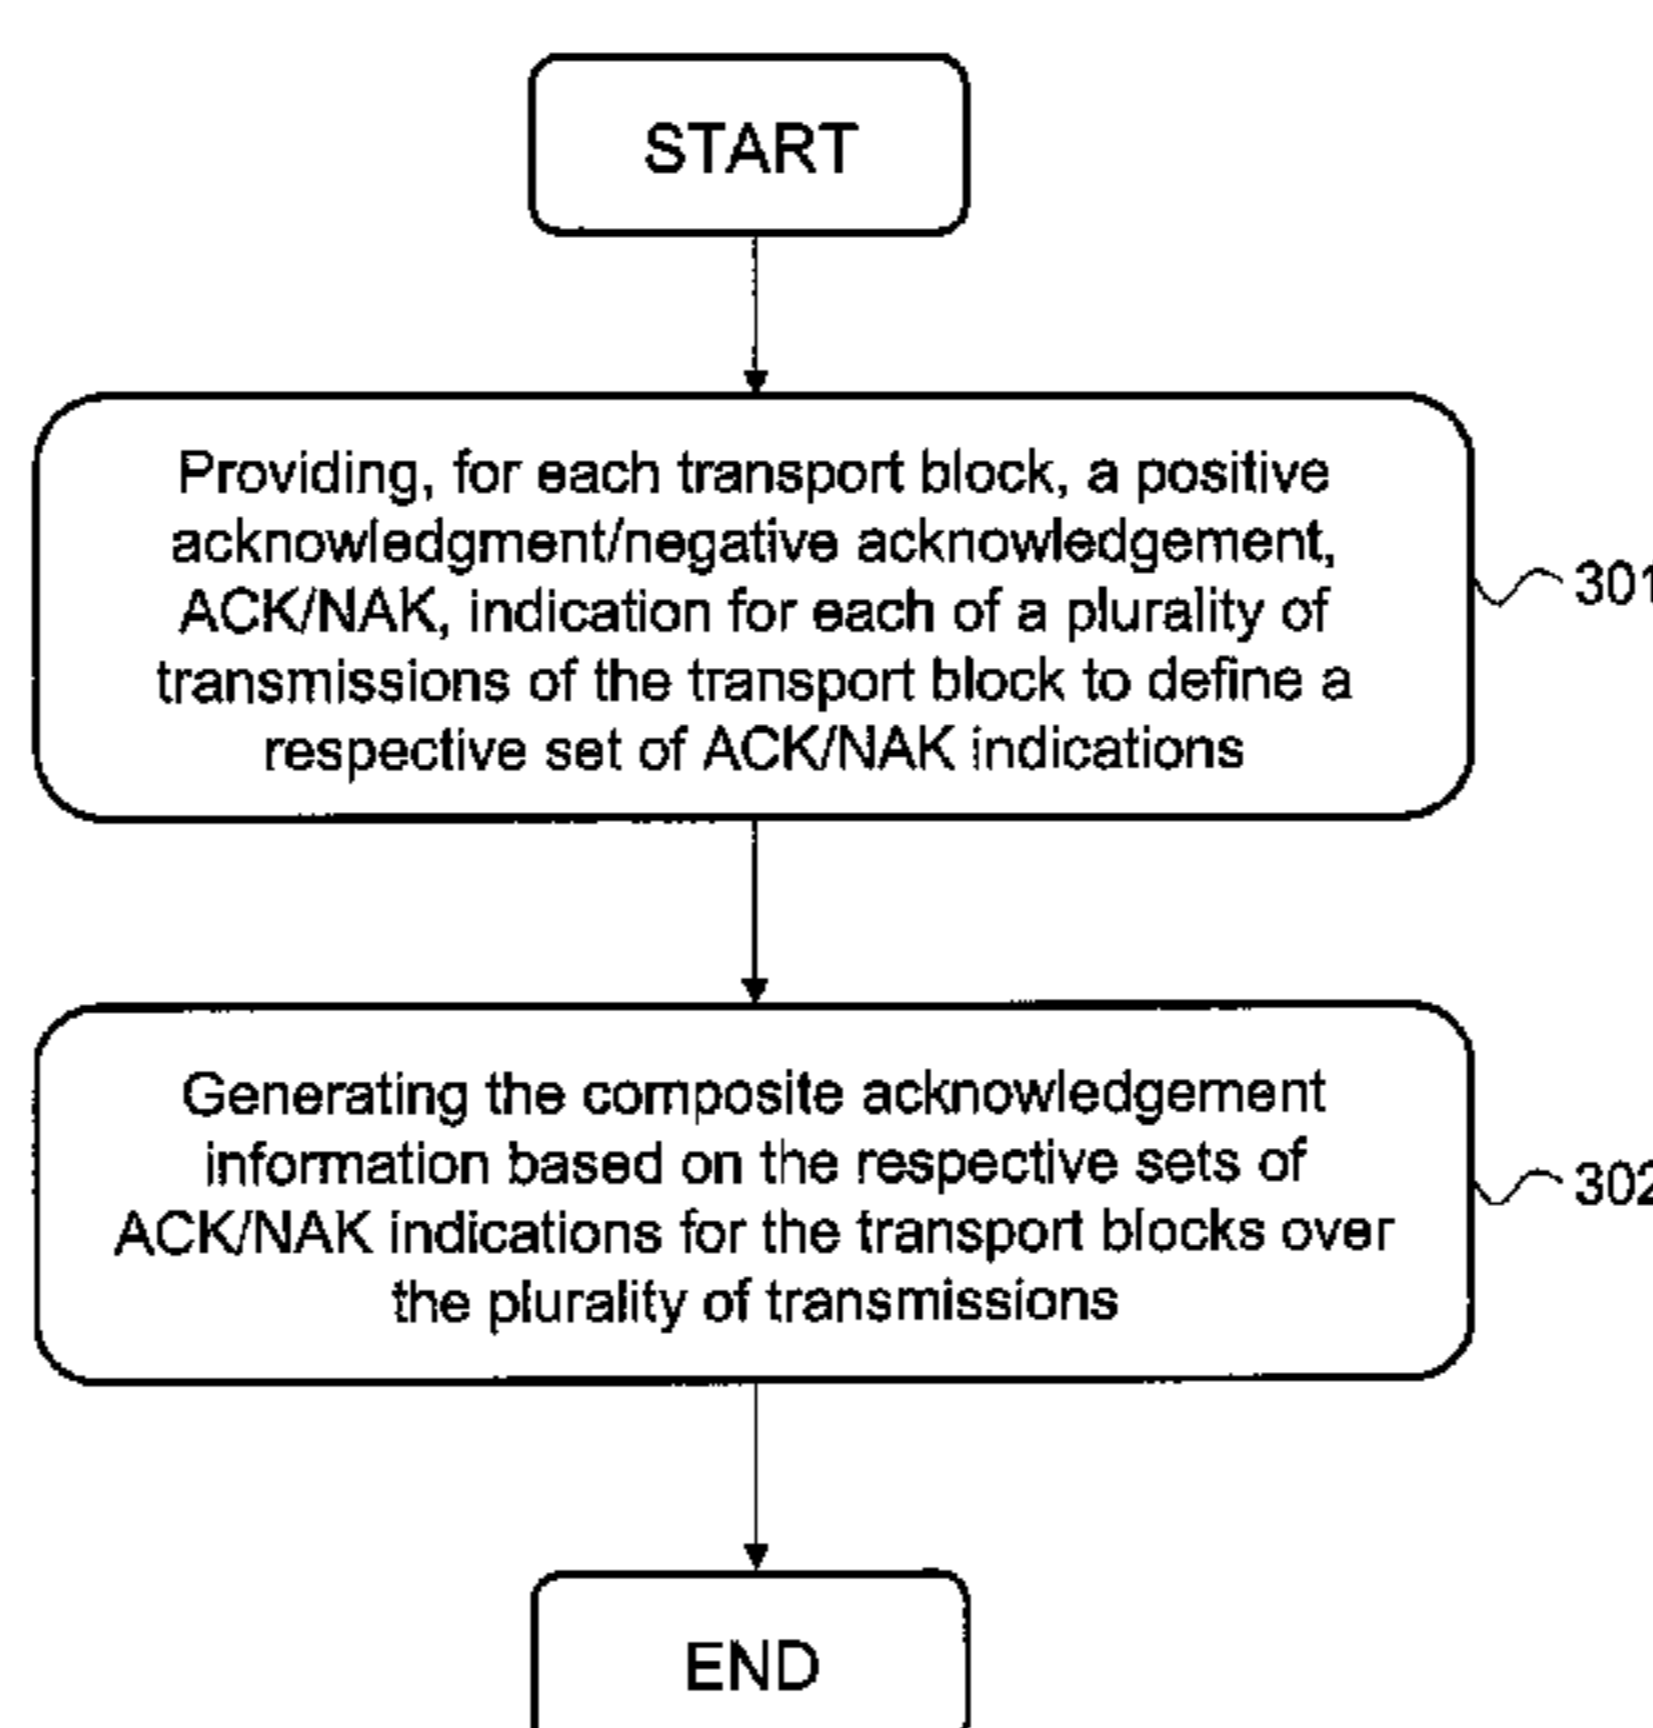 START
Providing, for each transport block, a positive
acknowledgment/negative acknowledgement,
ACK/NAK, indication for each of a plurality of
transmissions of the transport block to define a
respective set of ACK/NAK indications
301
Generating the composite acknowledgement
information based on the respective sets of
ACK/NAK indications for the transport blocks over
the plurality of transmissions
302
END